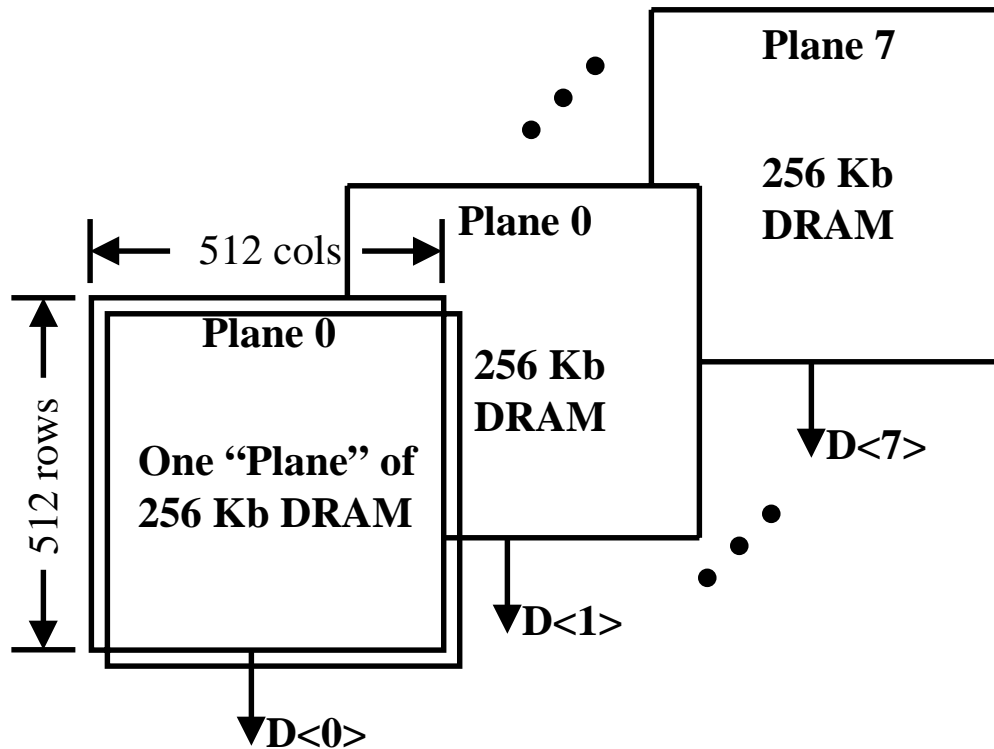 Plane 7
256 Kb
DRAM
Plane 0
512 cols
Plane 0
256 Kb
DRAM
512 rows
One “Plane” of
256 Kb DRAM
D<7>
D<1>
D<0>